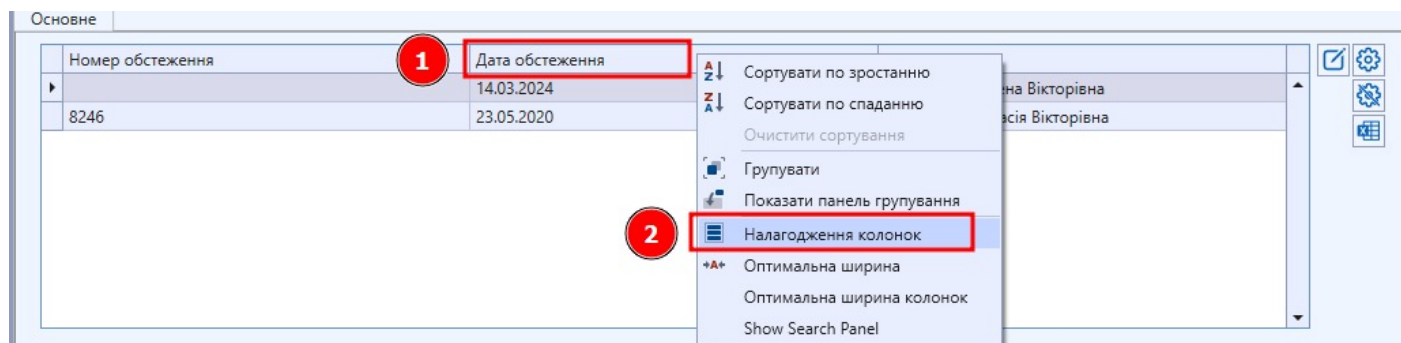 Основне
Номер обстеження
1
Дата обстеження
14.03.2024
Вікторівна
8246
23.05.2020
Вікторівна
Сортувати по зростанню
Сортувати по спаданню
Очистити сортування
Групувати
Показати панель групування
2
Налагодження колонок
Оптимальна ширина
Оптимальна ширина колонок
Show Search Panel